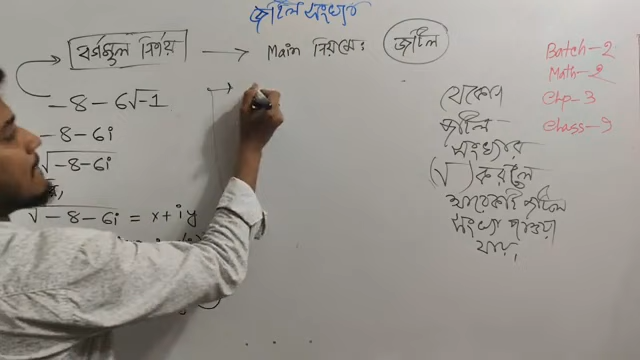 জটিল সংখ্যার
বর্গমূল নির্ণয় → Main নিয়মে: জটিল
-8-6√-1
-8-6i
√-8-6i
√-8-6i = x+iy
যেকোন
জটিল
সংখ্যার
(√) করলে
আরেকটি জটিল
সংখ্যা পাওয়া
যায়,
Batch-2
Math-2
Chp-3
Class-9